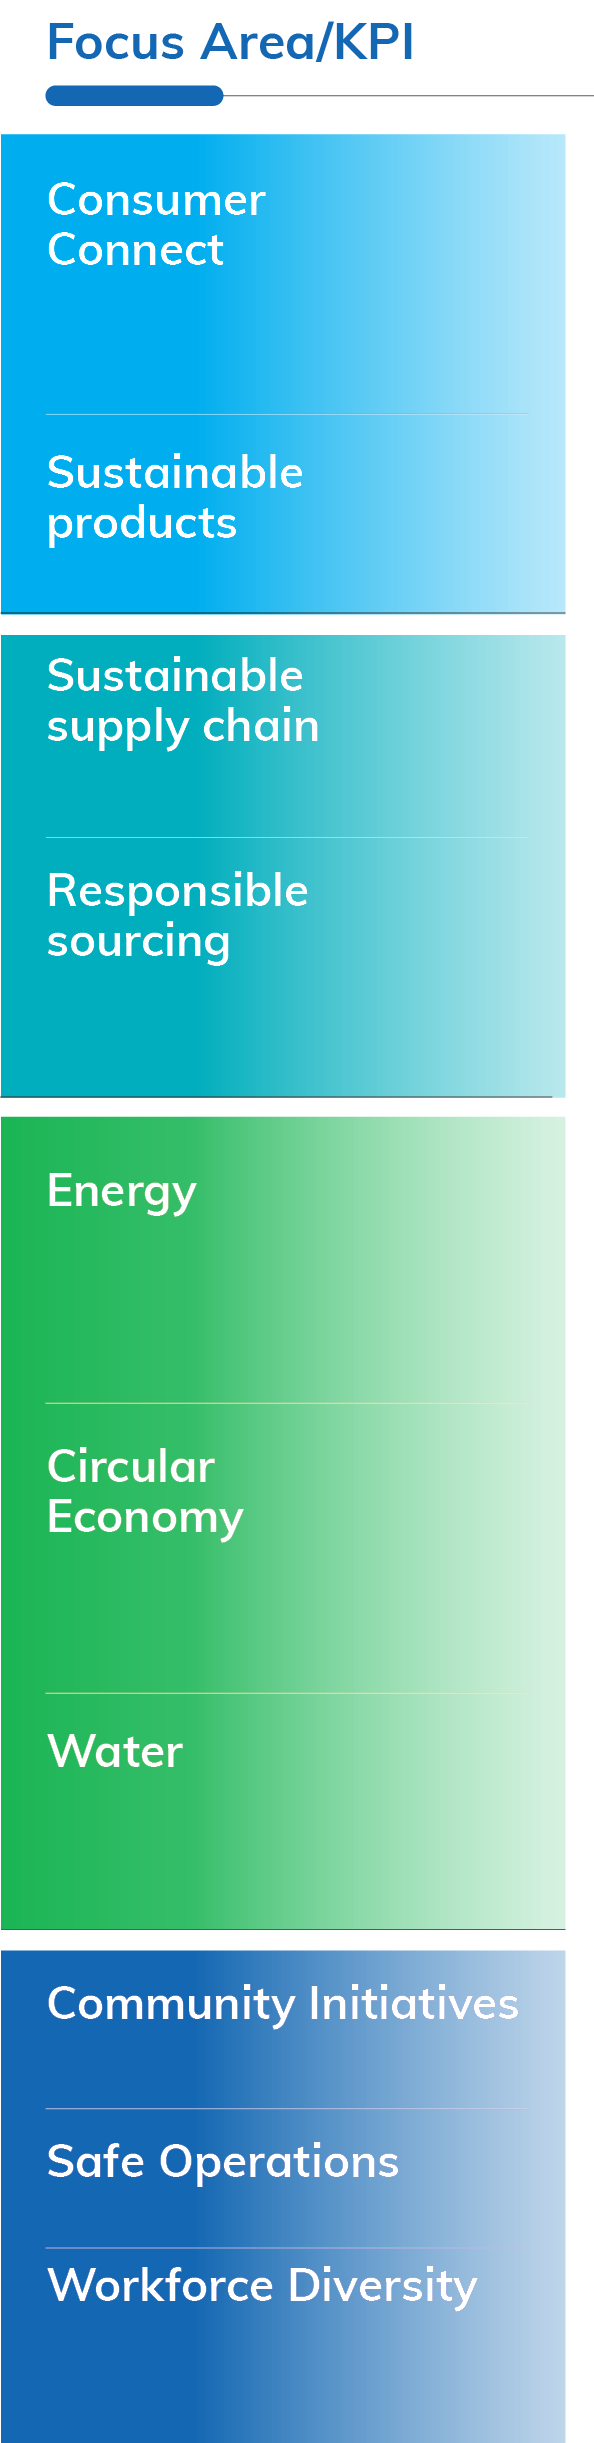 Focus Area/KPI
Consumer
Connect
Sustainable
products
Sustainable
supply chain
Responsible
sourcing
Energy
Circular
Economy
Water
Community Initiatives
Safe Operations
Workforce Diversity